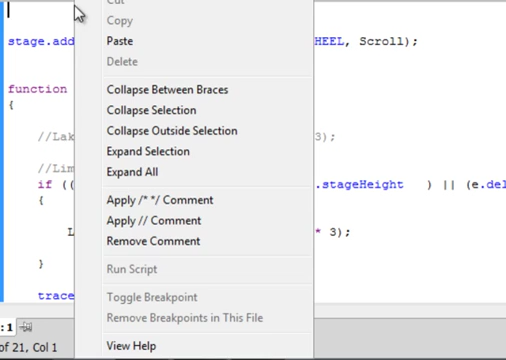 Cut
Copy
stage.add HEEL, Scroll);
Paste
Delete
function Collapse Between Braces
{
Collapse Selection
Collapse Outside Selection
//Lak 3);
Expand Selection
//Lim Expand All
if (( .stageHeight ) || (e.del
{ Apply /* */ Comment
Apply // Comment
L * 3);
Remove Comment
}
Run Script
trace Toggle Breakpoint
Remove Breakpoints in This File
:1
of 21, Col 1 View Help